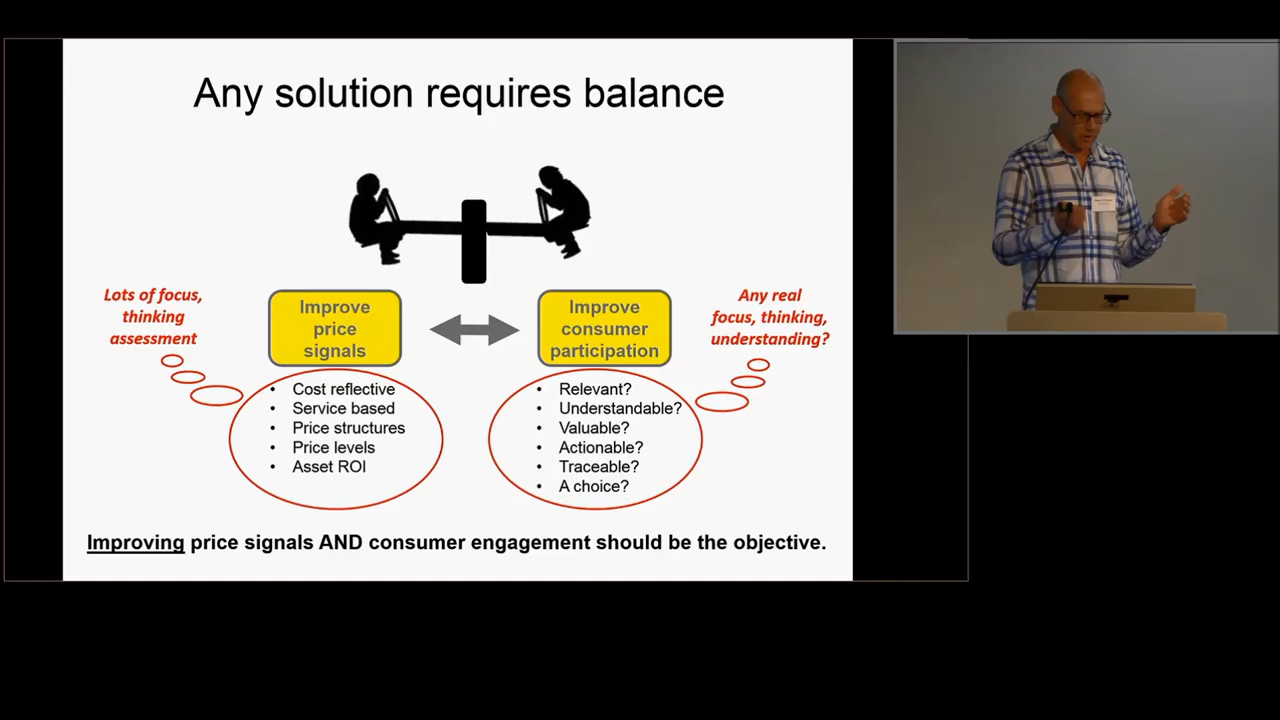 Any solution requires balance
Lots of focus,
thinking
assessment
Improve
price
signals
Improve
consumer
participation
Any real
focus, thinking,
understanding?
• Cost reflective
• Service based
• Price structures
• Price levels
• Asset ROI
• Relevant?
• Understandable?
• Valuable?
• Actionable?
• Traceable?
• A choice?
Improving price signals AND consumer engagement should be the objective.